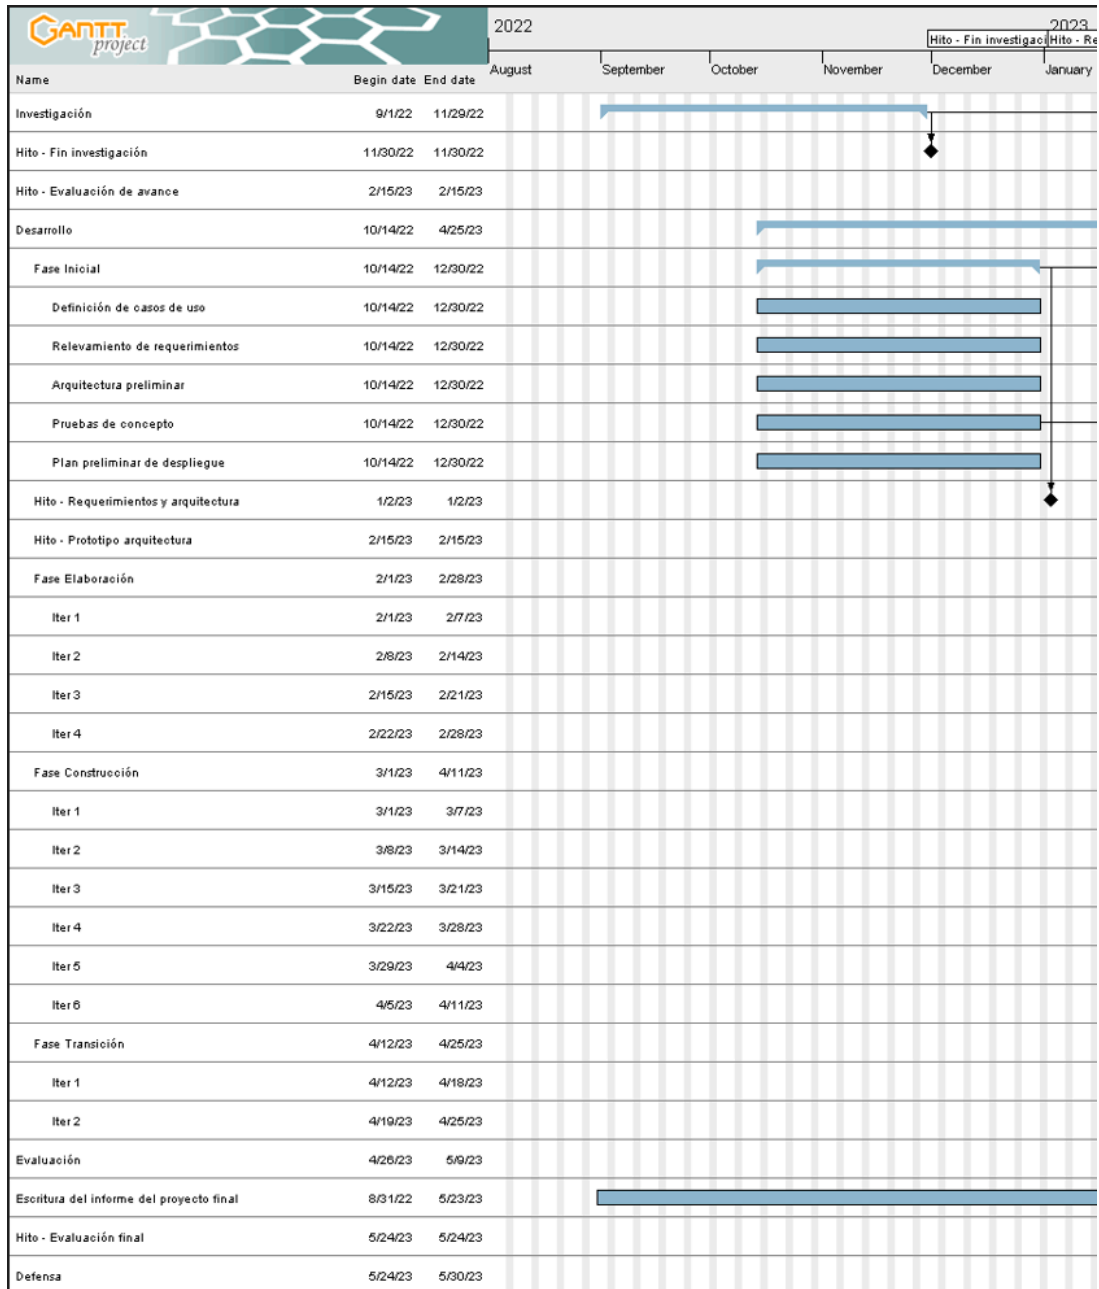 GANTT
project
2022
2023
Hito - Fin investigaci
Hito - Re
Name Begin date End date
August September October November December January
Investigación 9/1/22 11/29/22
Hito - Fin investigación 11/30/22 11/30/22
Hito - Evaluación de avance 2/15/23 2/15/23
Desarrollo 10/14/22 4/25/23
Fase Inicial 10/14/22 12/30/22
Definición de casos de uso 10/14/22 12/30/22
Relevamiento de requerimientos 10/14/22 12/30/22
Arquitectura preliminar 10/14/22 12/30/22
Pruebas de concepto 10/14/22 12/30/22
Plan preliminar de despliegue 10/14/22 12/30/22
Hito - Requerimientos y arquitectura 1/2/23 1/2/23
Hito - Prototipo arquitectura 2/15/23 2/15/23
Fase Elaboración 2/1/23 2/28/23
Iter 1 2/1/23 2/7/23
Iter 2 2/8/23 2/14/23
Iter 3 2/15/23 2/21/23
Iter 4 2/22/23 2/28/23
Fase Construcción 3/1/23 4/11/23
Iter 1 3/1/23 3/7/23
Iter 2 3/8/23 3/14/23
Iter 3 3/15/23 3/21/23
Iter 4 3/22/23 3/28/23
Iter 5 3/29/23 4/4/23
Iter 6 4/5/23 4/11/23
Fase Transición 4/12/23 4/25/23
Iter 1 4/12/23 4/18/23
Iter 2 4/19/23 4/25/23
Evaluación 4/26/23 5/9/23
Escritura del informe del proyecto final 8/31/22 5/23/23
Hito - Evaluación final 5/24/23 5/24/23
Defensa 5/24/23 5/30/23